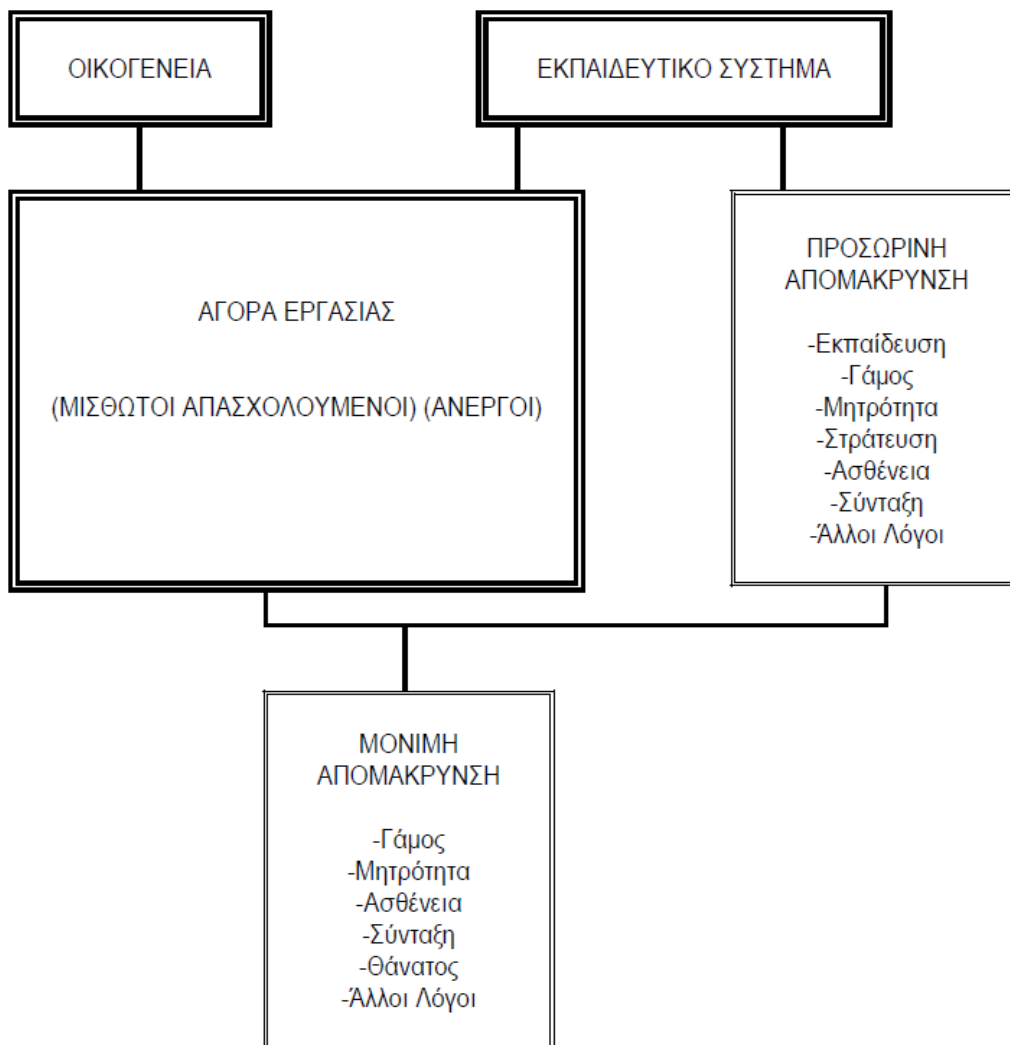 ΟΙΚΟΓΕΝΕΙΑ
ΕΚΠΑΙΔΕΥΤΙΚΟ ΣΥΣΤΗΜΑ
ΑΓΟΡΑ ΕΡΓΑΣΙΑΣ
(ΜΙΣΘΩΤΟΙ ΑΠΑΣΧΟΛΟΥΜΕΝΟΙ) (ΑΝΕΡΓΟΙ)
ΠΡΟΣΩΡΙΝΗ
ΑΠΟΜΑΚΡΥΝΣΗ
-Εκπαίδευση
-Γάμος
-Μητρότητα
-Στράτευση
-Ασθένεια
-Σύνταξη
-Άλλοι Λόγοι
ΜΟΝΙΜΗ
ΑΠΟΜΑΚΡΥΝΣΗ
-Γάμος
-Μητρότητα
-Ασθένεια
-Σύνταξη
-Θάνατος
-Άλλοι Λόγοι